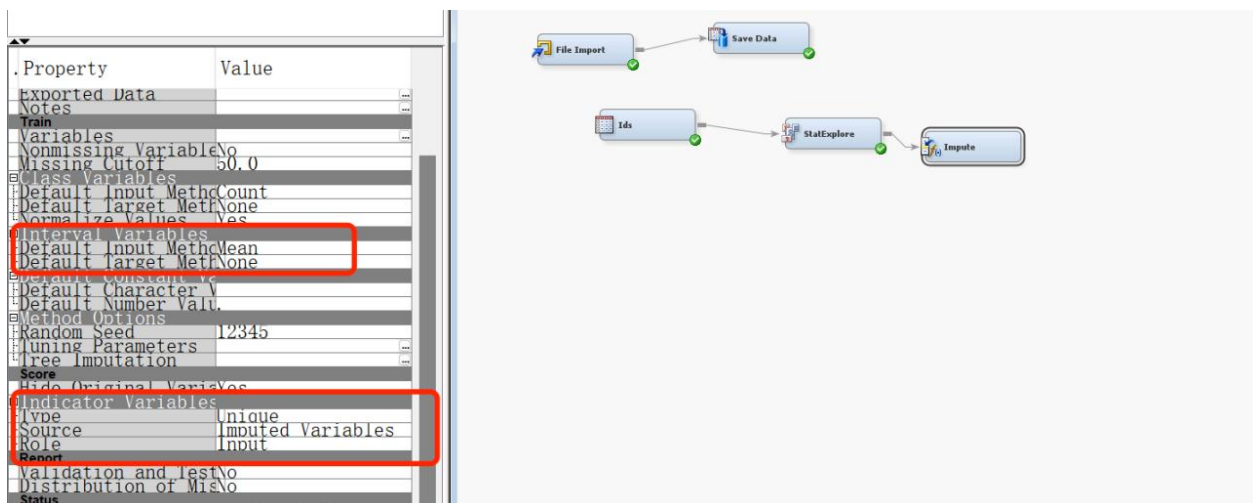 .Property Value
Exported Data ...
Notes ...
Train
Variables ...
Nonmissing Variable No
Missing Cutoff 50.0
Class Variables
Default Input Metho Count
Default Target Meth None
Normalize Values Yes
Interval Variables
Default Input Metho Mean
Default Target Meth None
Default Constant Va
Default Character V
Default Number Valu .
Method Options
Random Seed 12345
Tuning Parameters ...
Tree Imputation ...
Score
Hide Original Varia Yes
Indicator Variables
Type Unique
Source Imputed Variables
Role Input
Report
Validation and Test No
Distribution of Mis No
Status
File Import
Save Data
Ids
StatExplore
Impute